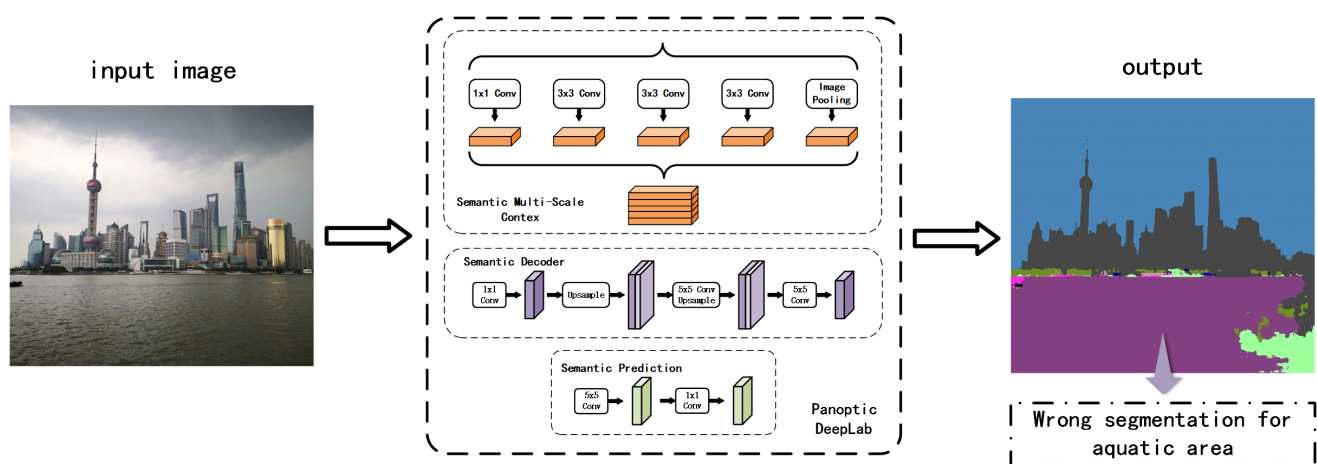 input image
1x1 Conv
3x3 Conv
3x3 Conv
3x3 Conv
Image
Pooling
Semantic Multi-Scale
Contex
Semantic Decoder
1x1
Conv
Upsample
5x5 Conv
Upsample
5x5 Conv
Semantic Prediction
5x5
Conv
1x1
Conv
Panoptic
DeepLab
output
Wrong segmentation for
aquatic area